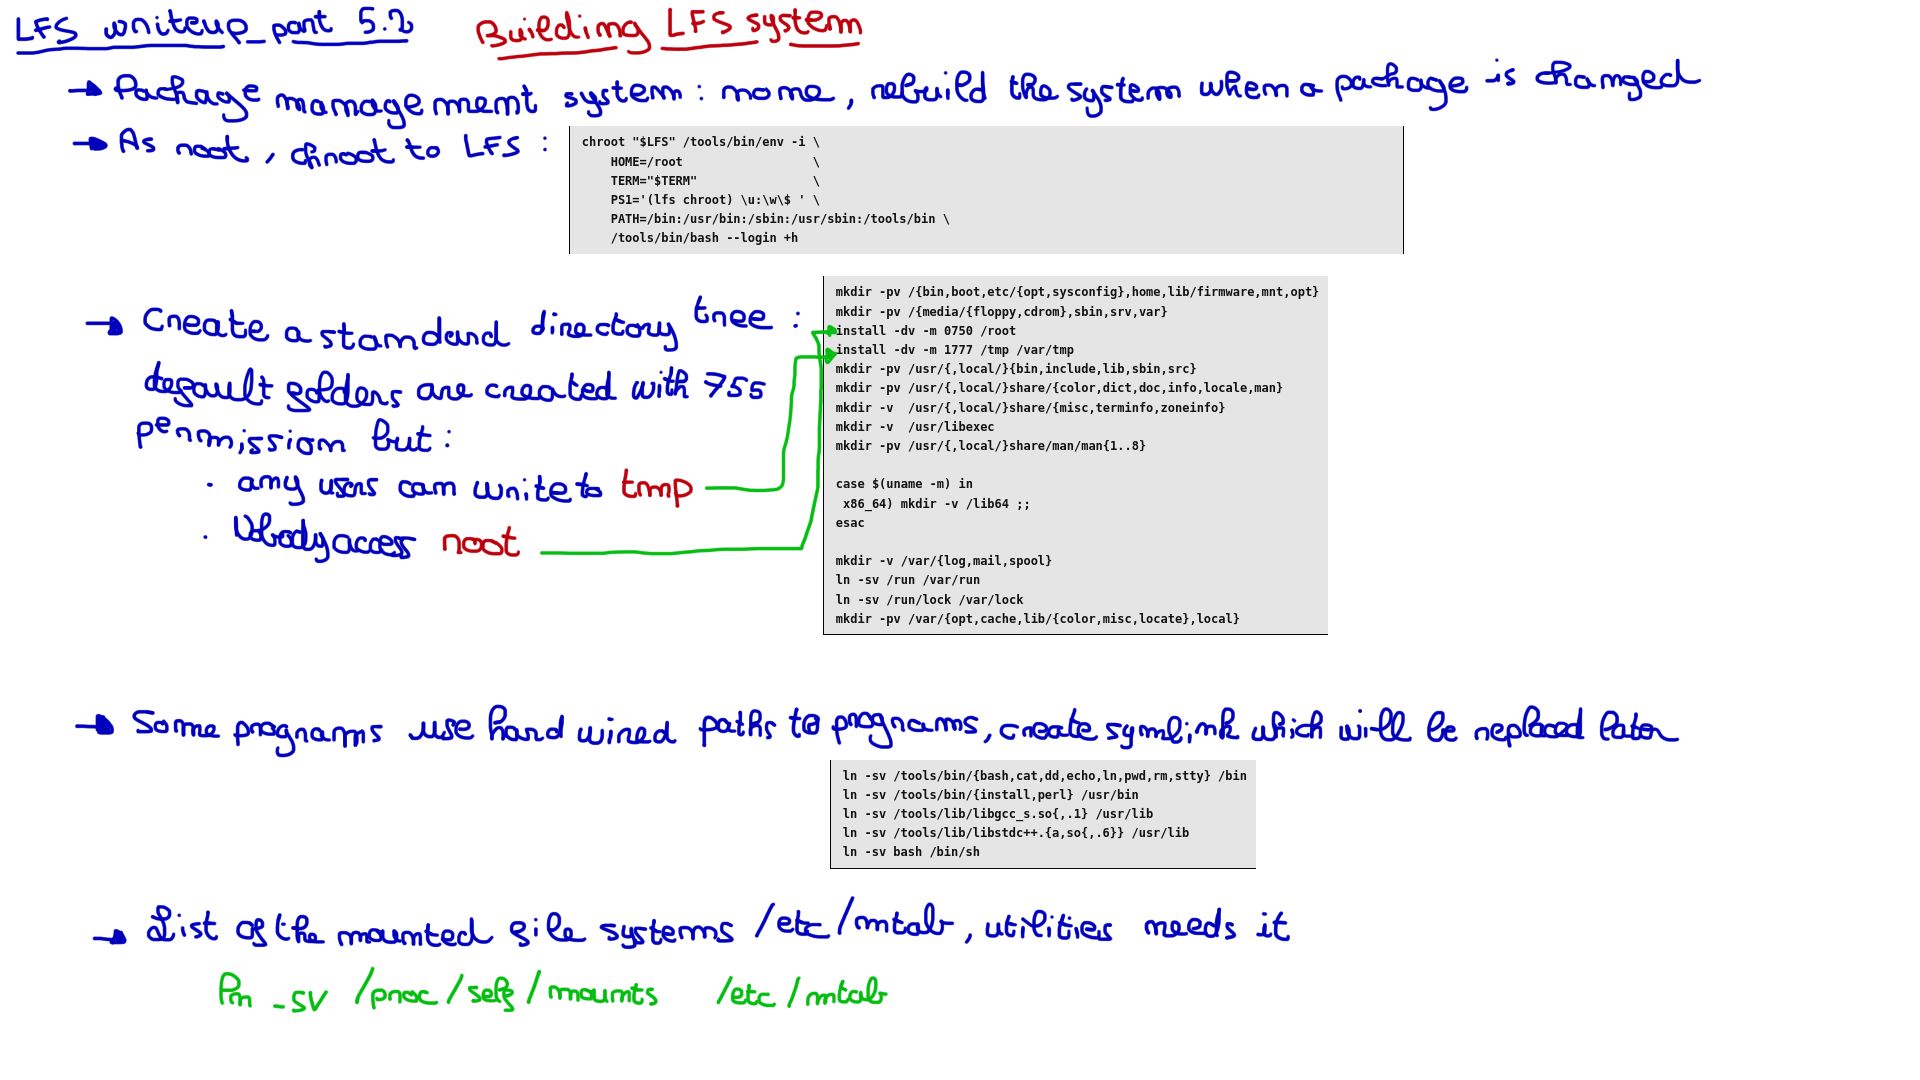 LFS writeup_part 5.2 Building LFS system
→ Package management system : none, rebuild the system when a package is changed
→ As root, chroot to LFS :
chroot "$LFS" /tools/bin/env -i \
    HOME=/root                  \
    TERM="$TERM"                \
    PS1='(lfs chroot) \u:\w\$ ' \
    PATH=/bin:/usr/bin:/sbin:/usr/sbin:/tools/bin \
    /tools/bin/bash --login +h
→ Create a standard directory tree :
default folders are created with 755
permission but :
. any users can write to tmp
. Nobody access root
mkdir -pv /{bin,boot,etc/{opt,sysconfig},home,lib/firmware,mnt,opt}
mkdir -pv /{media/{floppy,cdrom},sbin,srv,var}
install -dv -m 0750 /root
install -dv -m 1777 /tmp /var/tmp
mkdir -pv /usr/{,local/}{bin,include,lib,sbin,src}
mkdir -pv /usr/{,local/}share/{color,dict,doc,info,locale,man}
mkdir -v  /usr/{,local/}share/{misc,terminfo,zoneinfo}
mkdir -v  /usr/libexec
mkdir -pv /usr/{,local/}share/man/man{1..8}
case $(uname -m) in
 x86_64) mkdir -v /lib64 ;;
esac
mkdir -v /var/{log,mail,spool}
ln -sv /run /var/run
ln -sv /run/lock /var/lock
mkdir -pv /var/{opt,cache,lib/{color,misc,locate},local}
→ Some programs use hard wired paths to programs, create symlink which will be replaced later
ln -sv /tools/bin/{bash,cat,dd,echo,ln,pwd,rm,stty} /bin
ln -sv /tools/bin/{install,perl} /usr/bin
ln -sv /tools/lib/libgcc_s.so{,.1} /usr/lib
ln -sv /tools/lib/libstdc++.{a,so{,.6}} /usr/lib
ln -sv bash /bin/sh
→ List of the mounted file systems /etc/mtab, utilities needs it
ln -sv /proc/self/mounts /etc/mtab